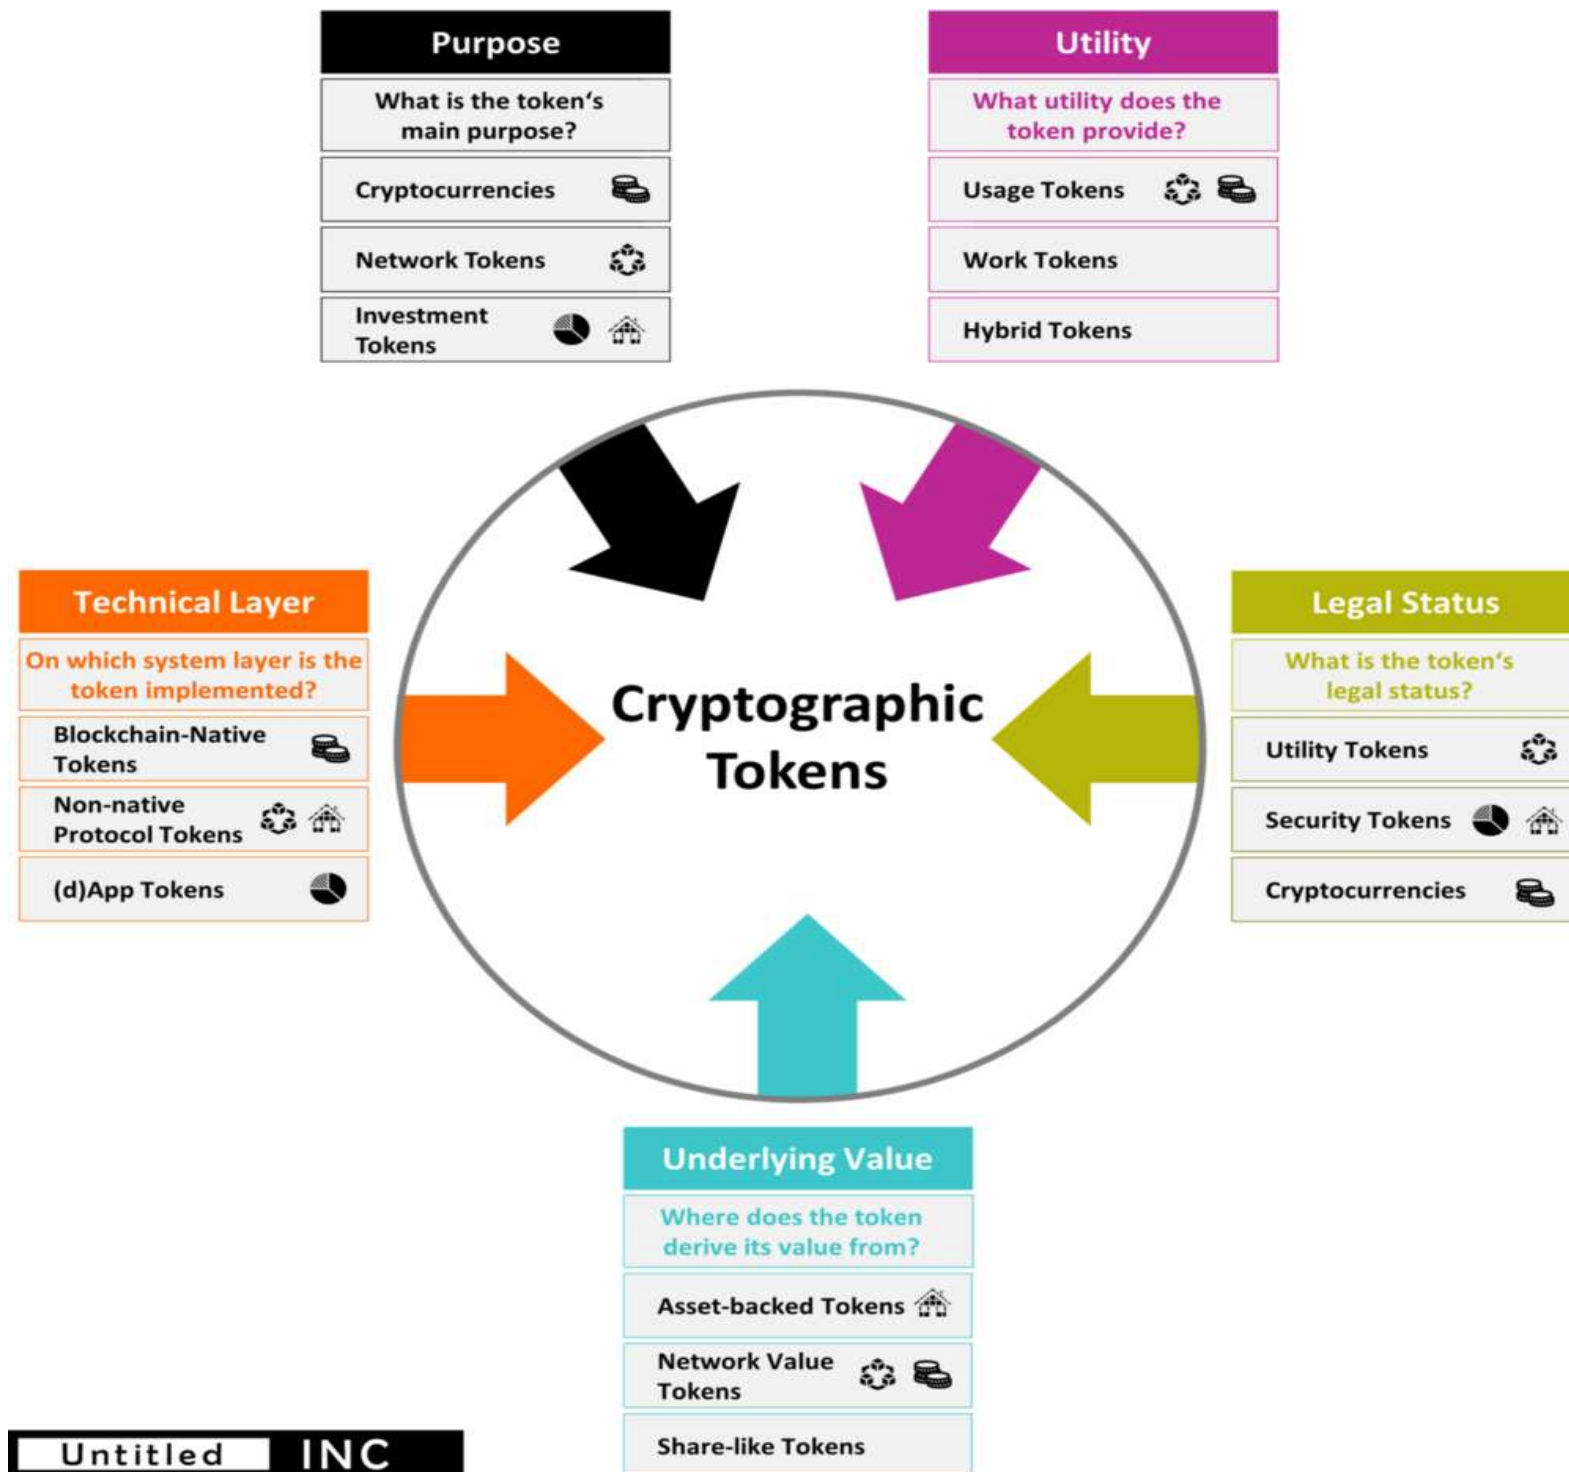 Purpose
What is the token‘s
main purpose?
Cryptocurrencies
Network Tokens
Investment
Tokens
Utility
What utility does the
token provide?
Usage Tokens
Work Tokens
Hybrid Tokens
Technical Layer
On which system layer is the
token implemented?
Blockchain-Native
Tokens
Non-native
Protocol Tokens
(d)App Tokens
Cryptographic
Tokens
Legal Status
What is the token‘s
legal status?
Utility Tokens
Security Tokens
Cryptocurrencies
Underlying Value
Where does the token
derive its value from?
Asset-backed Tokens
Network Value
Tokens
Share-like Tokens
Untitled INC